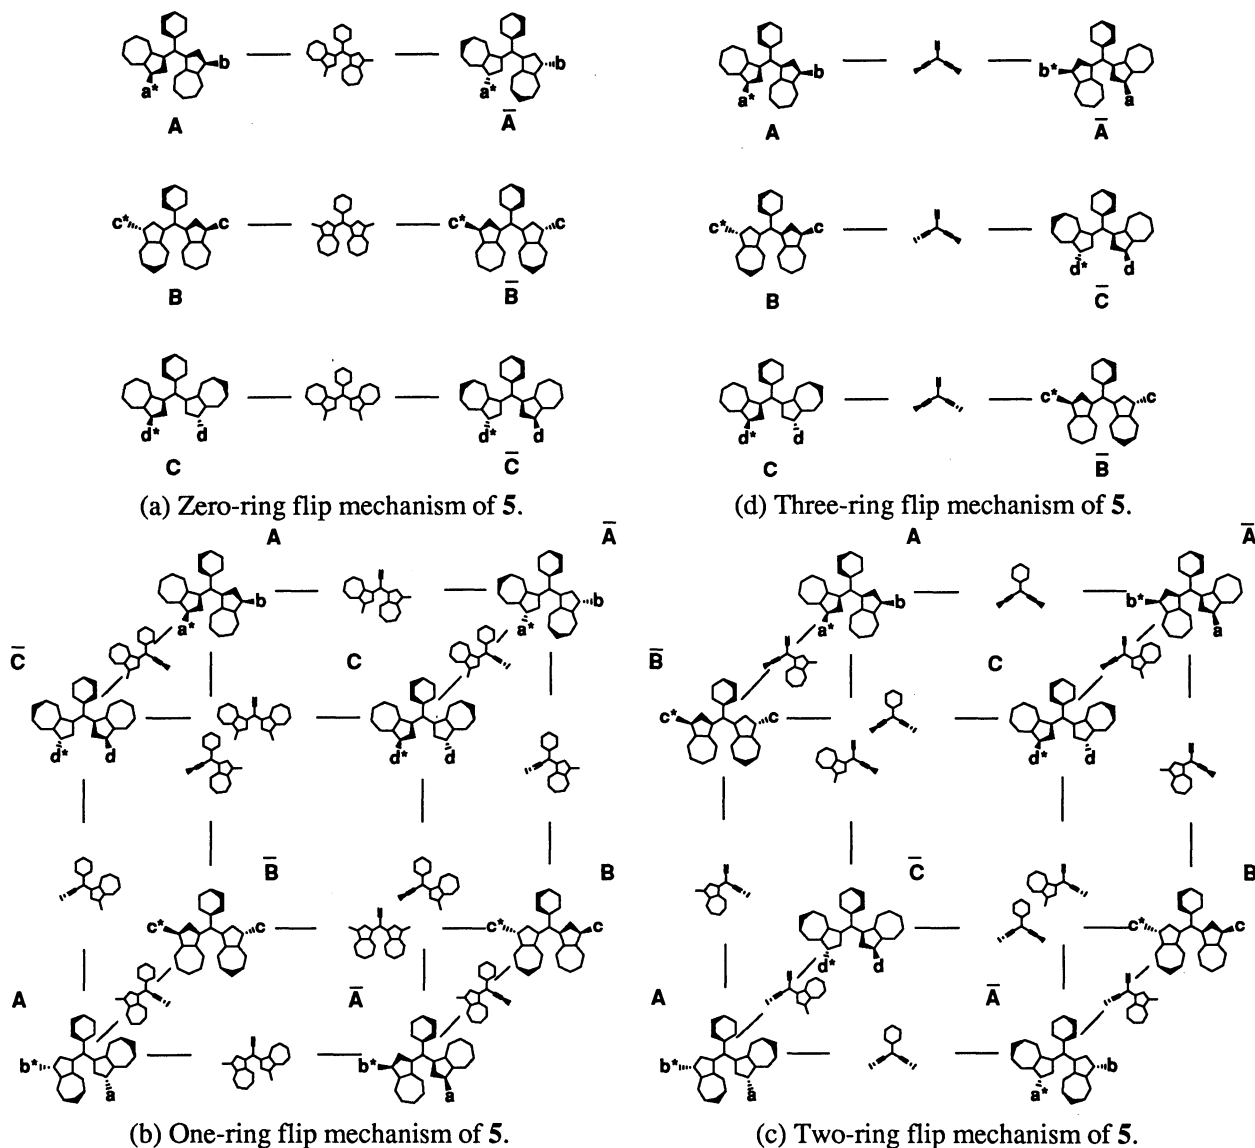 a* b
a* b
b* a
A
A̅
A
A̅
c* c
c* c
c* c
d* d
B
B̅
B
C̅
d* d
d* d
d* d
c* c
C
C̅
C
B̅
(a) Zero-ring flip mechanism of 5.
(d) Three-ring flip mechanism of 5.
A
A̅
a* b
a* b
C̅
C
d* d
d* d
B̅
B
c* c
c* c
A
A̅
b* a
b* a
(b) One-ring flip mechanism of 5.
A
A̅
a* b
b* a
B̅
C
c* c
d* d
C̅
B
d* d
c* c
A
A̅
b* a
a* b
(c) Two-ring flip mechanism of 5.